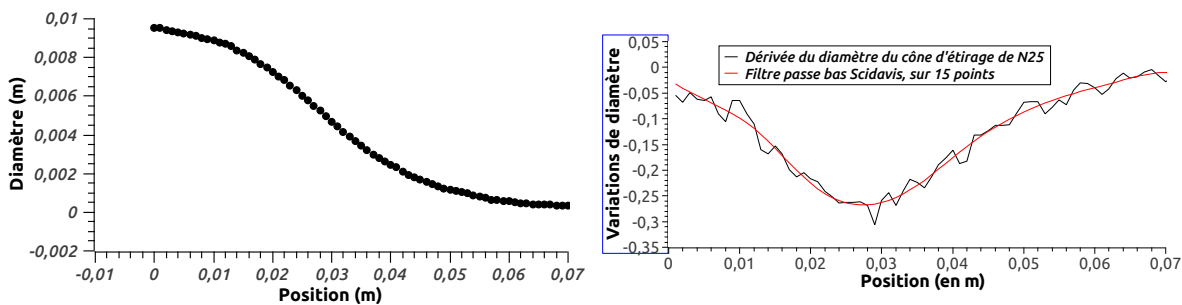 0,01
0,008
0,006
0,004
0,002
0
-0,002
Diamètre (m)
-0,01 0 0,01 0,02 0,03 0,04 0,05 0,06 0,07
Position (m)
0,05
0
-0,05
-0,1
-0,15
-0,2
-0,25
-0,3
-0,35
Variations de diamètre
Dérivée du diamètre du cône d'étirage de N25
Filtre passe bas Scidavis, sur 15 points
0 0,01 0,02 0,03 0,04 0,05 0,06 0,07
Position (en m)